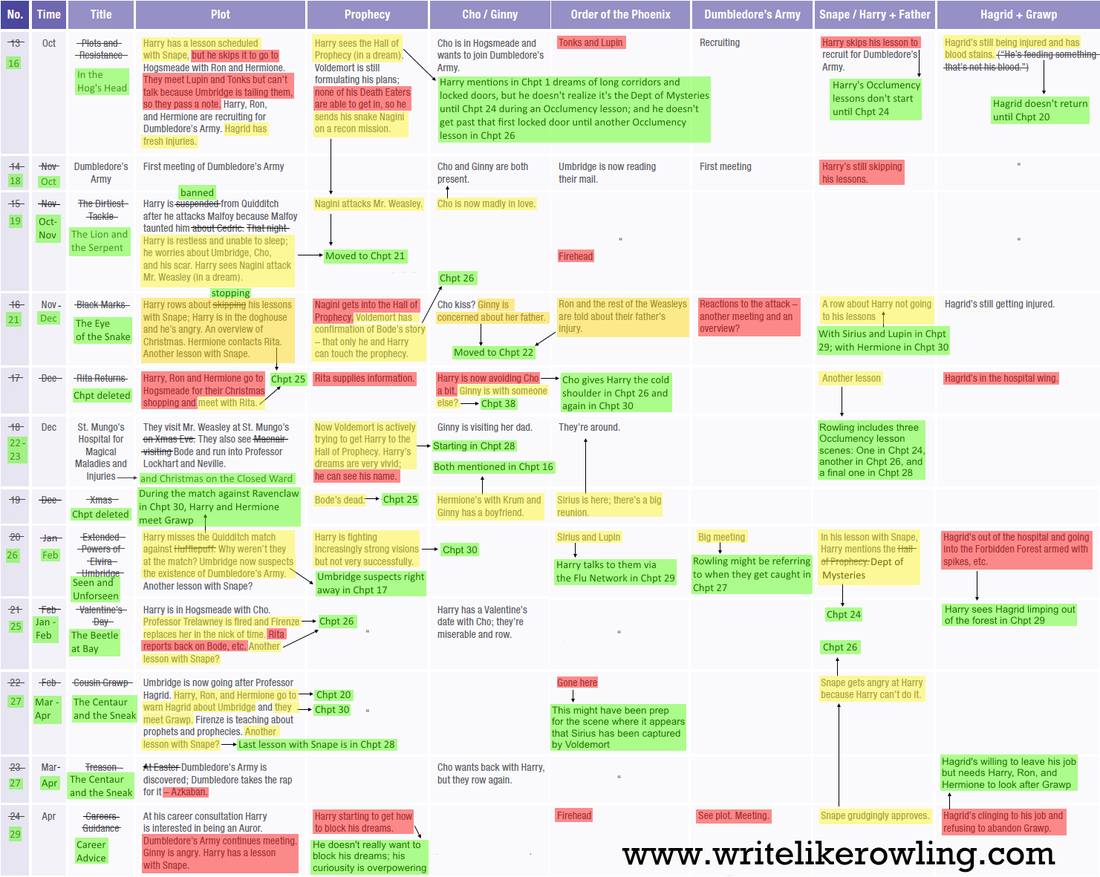 No. Time Title Plot Prophecy Cho / Ginny Order of the Phoenix Dumbledore's Army Snape / Harry + Father Hagrid + Grawp
13
16
Oct
Plots and
Resistance
In the
Hog's Head
Harry has a lesson scheduled
with Snape, but he skips it to go to
Hogsmeade with Ron and Hermione.
They meet Lupin and Tonks but can't
talk because Umbridge is tailing them,
so they pass a note. Harry, Ron,
and Hermione are recruiting for
Dumbledore's Army. Hagrid has
fresh injuries.
Harry sees the Hall of
Prophecy (in a dream).
Voldemort is still
formulating his plans;
none of his Death Eaters
are able to get in, so he
sends his snake Nagini
on a recon mission.
Cho is in Hogsmeade and
wants to join Dumbledore's
Army.
Harry mentions in Chpt 1 dreams of long corridors and
locked doors, but he doesn't realize it's the Dept of Mysteries
until Chpt 24 during an Occlumency lesson; and he doesn't
get past that first locked door until another Occlumency
lesson in Chpt 26
Tonks and Lupin
Recruiting
Harry skips his lesson to
recruit for Dumbledore's
Army.
Harry's Occlumency
lessons don't start
until Chpt 24
Hagrid's still being injured and has
blood stains. ("He's feeding something –
that's not his blood.")
Hagrid doesn't return
until Chpt 20
14
18
Nov
Oct
Dumbledore's
Army
First meeting of Dumbledore's Army
Cho and Ginny are both
present.
Umbridge is now reading
their mail.
First meeting
Harry's still skipping
his lessons.
"
15
19
Nov
Oct-
Nov
The Dirtiest
Tackle
The Lion and
the Serpent
banned
Harry is suspended from Quidditch
after he attacks Malfoy because Malfoy
taunted him about Cedric. That night
Harry is restless and unable to sleep;
he worries about Umbridge, Cho,
and his scar. Harry sees Nagini attack
Mr. Weasley (in a dream).
Nagini attacks Mr. Weasley.
Moved to Chpt 21
Cho is now madly in love.
"
Firehead
"
16
21
Nov -
Dec
Black Marks
The Eye
of the Snake
stopping
Harry rows about skipping his lessons
with Snape; Harry is in the doghouse
and he's angry. An overview of
Christmas. Hermione contacts Rita.
Another lesson with Snape.
Nagini gets into the Hall of
Prophecy. Voldemort has
confirmation of Bode's story
– that only he and Harry
can touch the prophecy.
Chpt 26
Cho kiss? Ginny is
concerned about her father.
Moved to Chpt 22
Ron and the rest of the Weasleys
are told about their father's
injury.
Reactions to the attack –
another meeting and an
overview?
A row about Harry not going
to his lessons
With Sirius and Lupin in Chpt
29; with Hermione in Chpt 30
Hagrid's still getting injured.
17
Dec
Rita Returns
Chpt deleted
Harry, Ron and Hermione go to
Hogsmeade for their Christmas
shopping and meet with Rita.
Chpt 25
Rita supplies information.
Harry is now avoiding Cho
a bit. Ginny is with someone
else?
Chpt 38
Cho gives Harry the cold
shoulder in Chpt 26 and
again in Chpt 30
Another lesson
Hagrid's in the hospital wing.
18
22 -
23
Dec
St. Mungo's
Hospital for
Magical
Maladies and
Injuries
They visit Mr. Weasley at St. Mungo's
on Xmas Eve. They also see Macnair
visiting Bode and run into Professor
Lockhart and Neville.
and Christmas on the Closed Ward
Now Voldemort is actively
trying to get Harry to the
Hall of Prophecy. Harry's
dreams are very vivid;
he can see his name.
Ginny is visiting her dad.
Starting in Chpt 28
Both mentioned in Chpt 16
They're around.
Rowling includes three
Occlumency lesson
scenes: One in Chpt 24,
another in Chpt 26, and
a final one in Chpt 28
19
Dec
Xmas
Chpt deleted
During the match against Ravenclaw
in Chpt 30, Harry and Hermione
meet Grawp
Bode's dead.
Chpt 25
Hermione's with Krum and
Ginny has a boyfriend.
Sirius is here; there's a big
reunion.
20
26
Jan
Feb
Extended
Powers of
Elvira
Umbridge
Seen and
Unforseen
Harry misses the Quidditch match
against Hufflepuff. Why weren't they
at the match? Umbridge now suspects
the existence of Dumbledore's Army.
Another lesson with Snape?
Harry is fighting
increasingly strong visions
but not very successfully.
Umbridge suspects right
away in Chpt 17
Chpt 30
Sirius and Lupin
Harry talks to them via
the Flu Network in Chpt 29
Big meeting
Rowling might be referring
to when they get caught in
Chpt 27
In his lesson with Snape,
Harry mentions the Hall
of Prophecy. Dept of
Mysteries
Hagrid's out of the hospital and going
into the Forbidden Forest armed with
spikes, etc.
21
25
Feb
Jan -
Feb
Valentine's
Day
The Beetle
at Bay
Harry is in Hogsmeade with Cho.
Professor Trelawney is fired and Firenze
replaces her in the nick of time. Rita
reports back on Bode, etc. Another
lesson with Snape?
Chpt 26
"
Harry has a Valentine's
date with Cho; they're
miserable and row.
"
Chpt 24
Chpt 26
Harry sees Hagrid limping out
of the forest in Chpt 29
22
27
Feb
Mar -
Apr
Cousin Grawp
The Centaur
and the Sneak
Umbridge is now going after Professor
Hagrid. Harry, Ron, and Hermione go to
warn Hagrid about Umbridge and they
meet Grawp. Firenze is teaching about
prophets and prophecies. Another
lesson with Snape?
Chpt 20
Chpt 30
"
Last lesson with Snape is in Chpt 28
Gone here
This might have been prep
for the scene where it appears
that Sirius has been captured
by Voldemort
Snape gets angry at Harry
because Harry can't do it.
23
27
Mar-
Apr
Treason
The Centaur
and the Sneak
At Easter Dumbledore's Army is
discovered; Dumbledore takes the rap
for it – Azkaban.
Cho wants back with Harry,
but they row again.
"
Hagrid's willing to leave his job
but needs Harry, Ron, and
Hermione to look after Grawp
24
29
Apr
Careers
Guidance
Career
Advice
At his career consultation Harry
is interested in being an Auror.
Dumbledore's Army continues meeting.
Ginny is angry. Harry has a lesson
with Snape.
Harry starting to get how
to block his dreams.
He doesn't really want to
block his dreams; his
curiousity is overpowering
Firehead
See plot. Meeting.
Snape grudgingly approves.
Hagrid's clinging to his job and
refusing to abandon Grawp.
www.writelikerowling.com